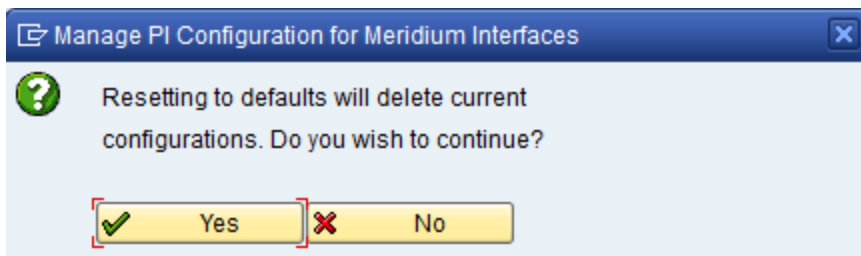 Manage PI Configuration for Meridium Interfaces
Resetting to defaults will delete current
configurations. Do you wish to continue?
Yes No